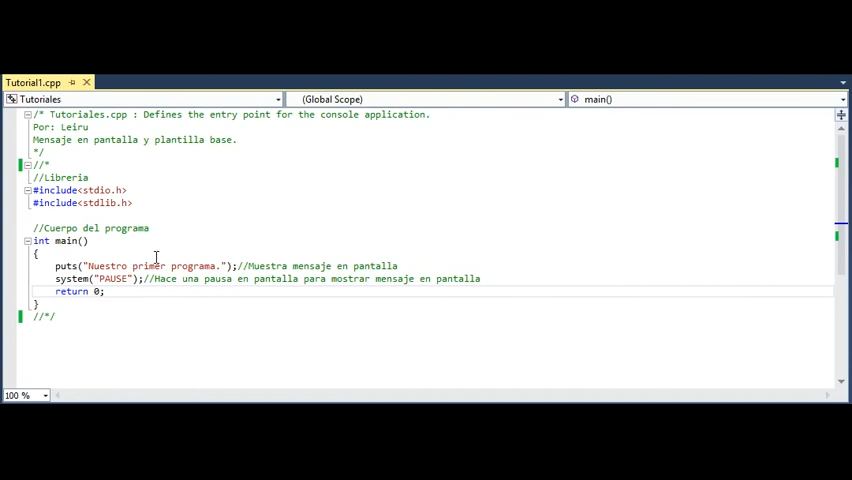 Tutorial1.cpp
Tutoriales (Global Scope) main()
/* Tutoriales.cpp : Defines the entry point for the console application.
Por: Leiru
Mensaje en pantalla y plantilla base.
*/
//*
//Libreria
#include<stdio.h>
#include<stdlib.h>
//Cuerpo del programa
int main()
{
puts("Nuestro primer programa.");//Muestra mensaje en pantalla
system("PAUSE");//Hace una pausa en pantalla para mostrar mensaje en pantalla
return 0;
}
//*/
100 %